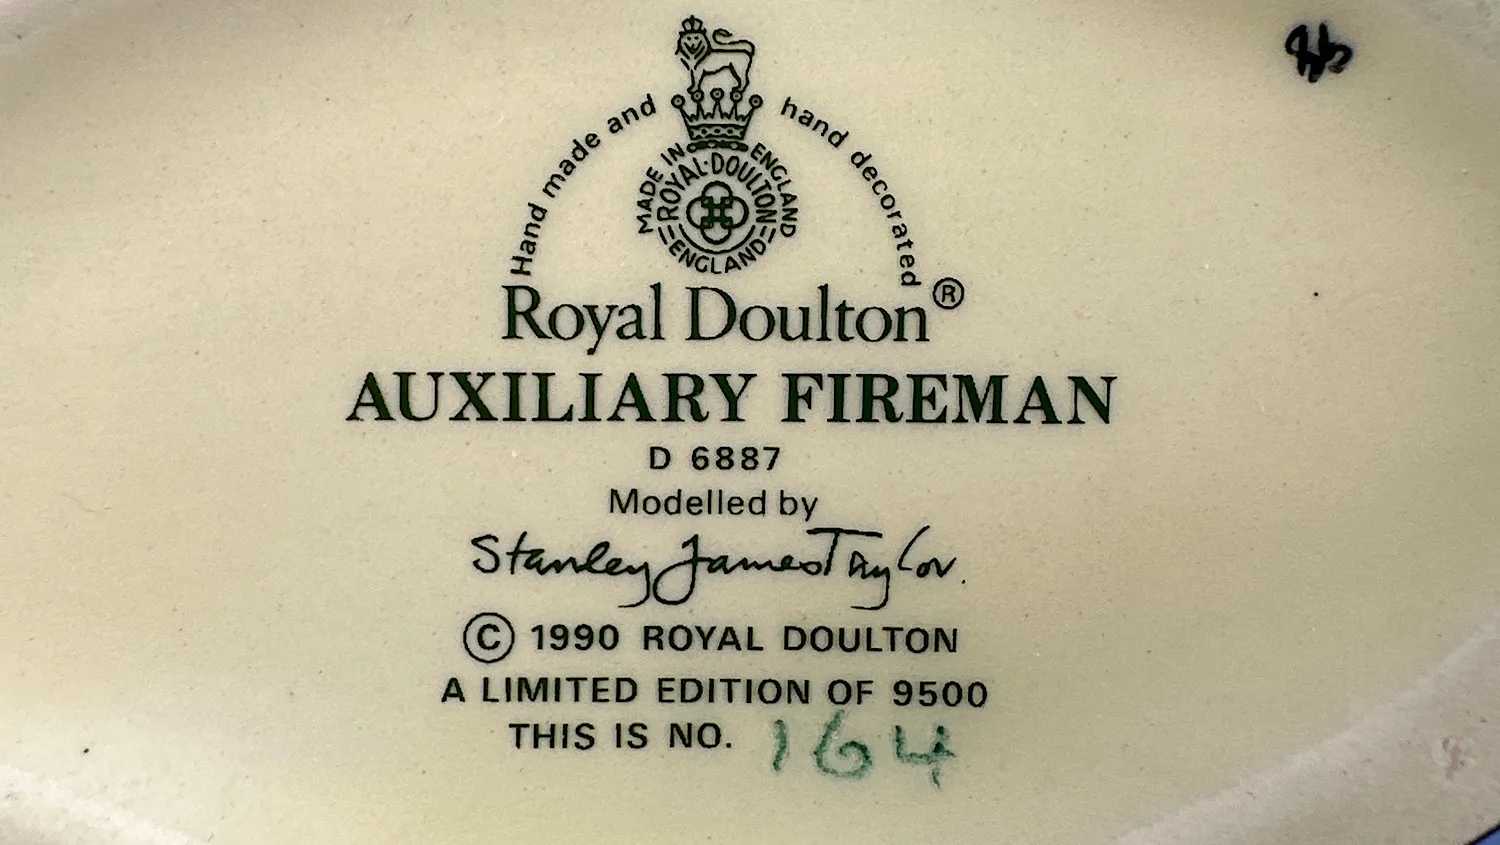 Hand made and hand decorated
MADE IN ENGLAND
ROYAL·DOULTON
ENGLAND
Royal Doulton®
AUXILIARY FIREMAN
D 6887
Modelled by
Stanley James Taylor.
© 1990 ROYAL DOULTON
A LIMITED EDITION OF 9500
THIS IS NO. 164